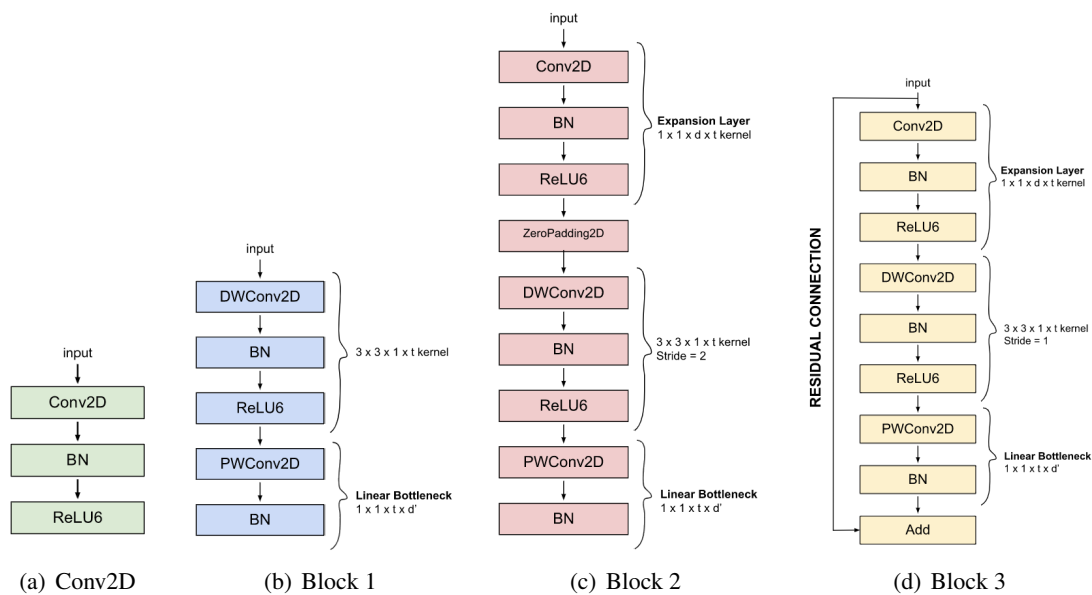 input
Conv2D
BN
ReLU6
(a) Conv2D
input
DWConv2D
BN
ReLU6
3 x 3 x 1 x t kernel
PWConv2D
BN
Linear Bottleneck
1 x 1 x t x d'
(b) Block 1
input
Conv2D
BN
ReLU6
Expansion Layer
1 x 1 x d x t kernel
ZeroPadding2D
DWConv2D
BN
ReLU6
3 x 3 x 1 x t kernel
Stride = 2
PWConv2D
BN
Linear Bottleneck
1 x 1 x t x d'
(c) Block 2
input
RESIDUAL CONNECTION
Conv2D
BN
ReLU6
Expansion Layer
1 x 1 x d x t kernel
DWConv2D
BN
ReLU6
3 x 3 x 1 x t kernel
Stride = 1
PWConv2D
BN
Linear Bottleneck
1 x 1 x t x d'
Add
(d) Block 3